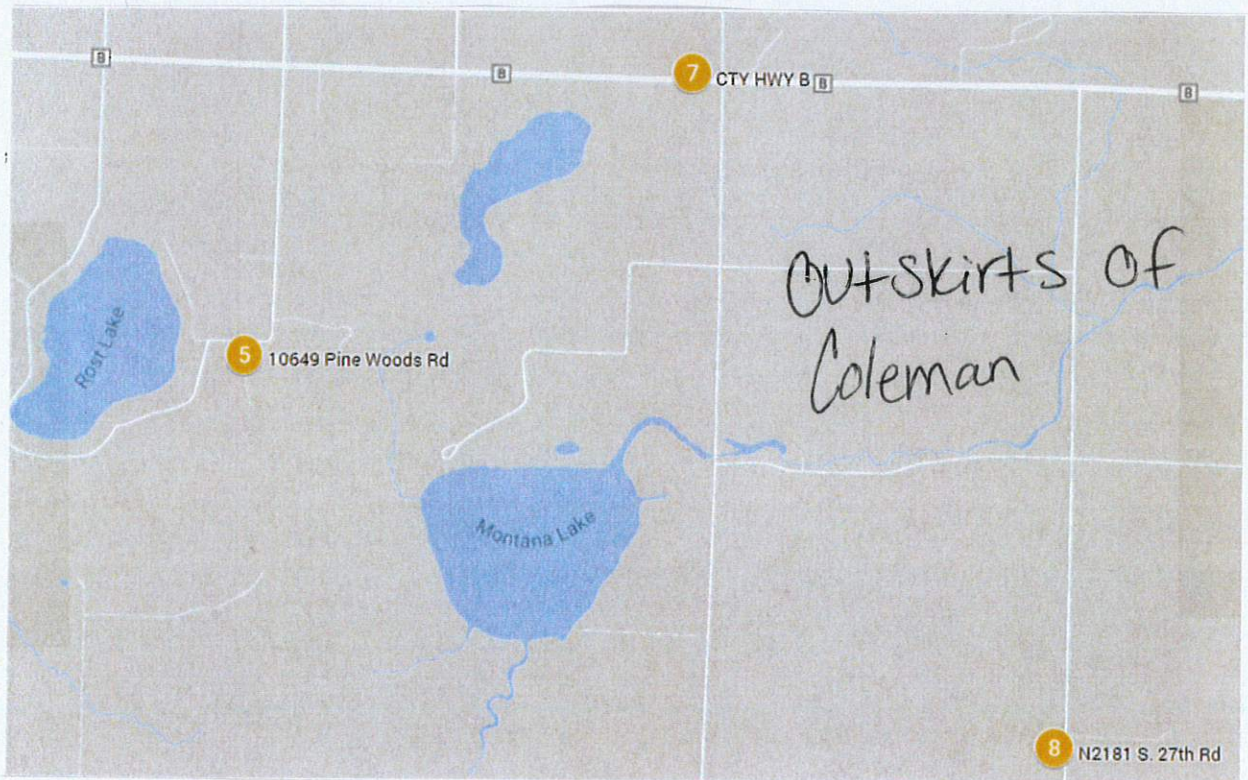 B
B
7 CTY HWY B B
B
Outskirts of
Coleman
Rost Lake
5 10649 Pine Woods Rd
Montana Lake
8 N2181 S. 27th Rd